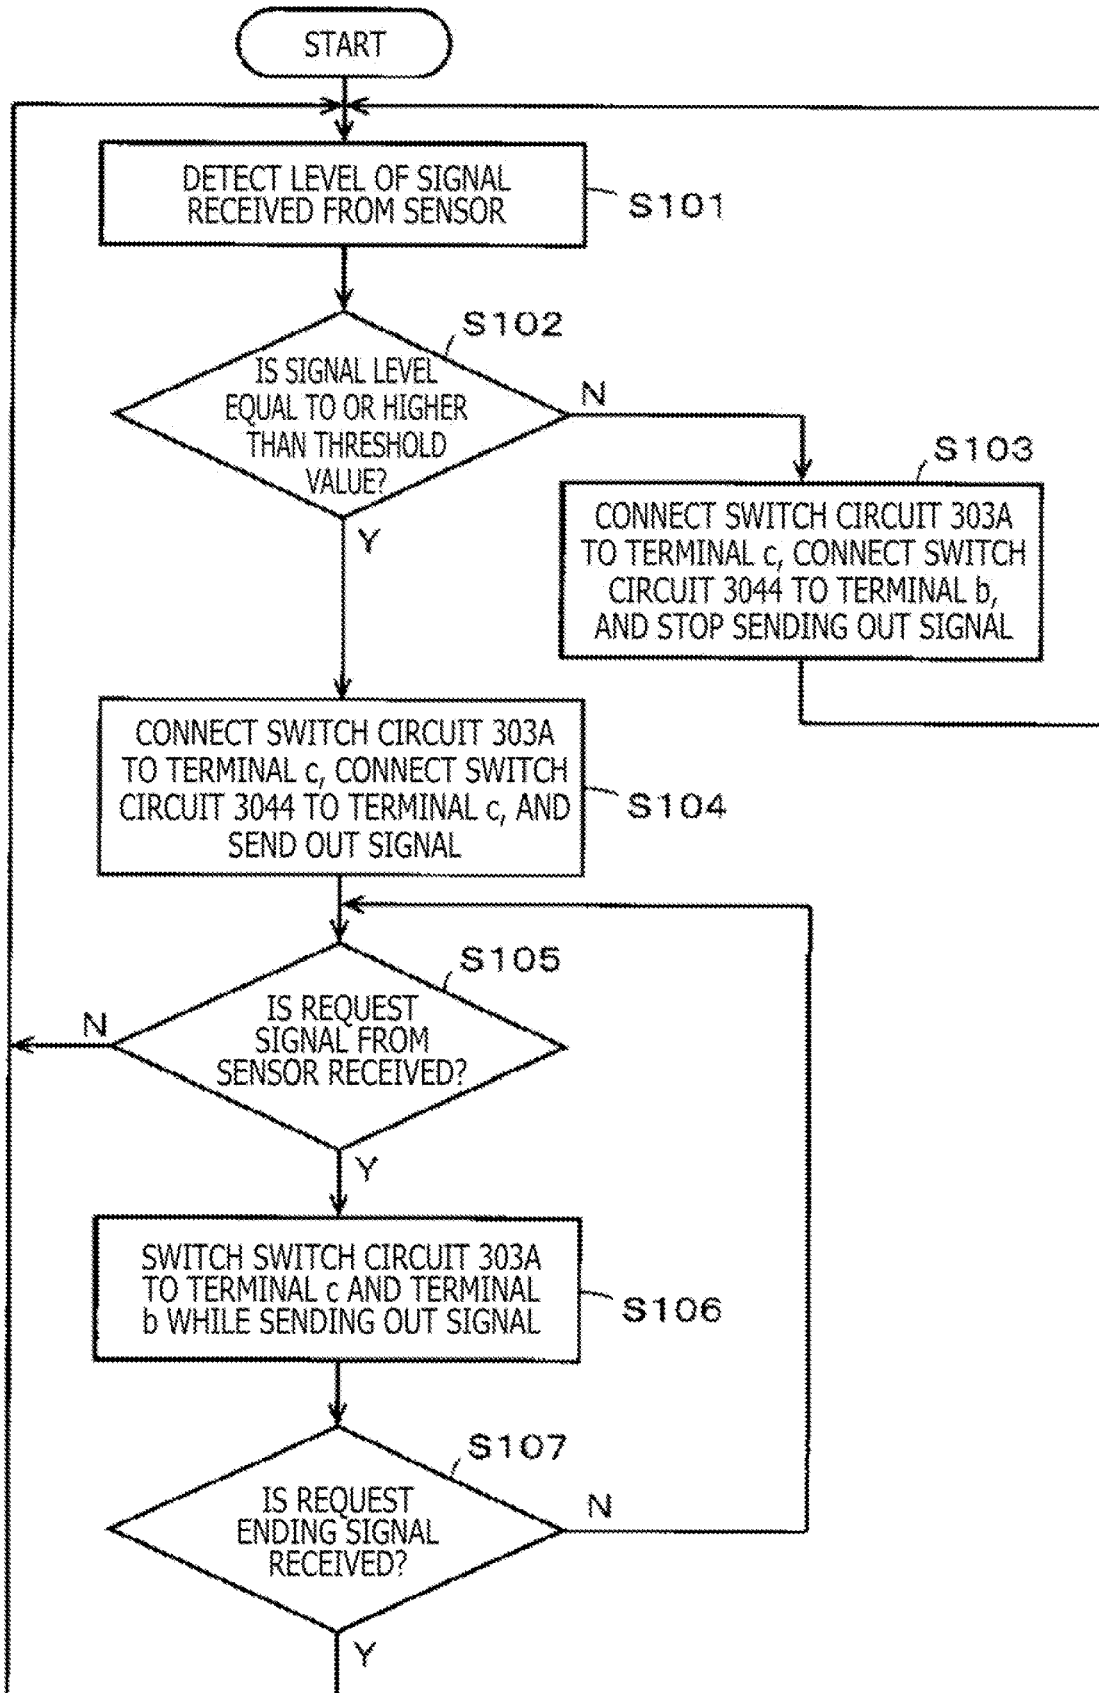 START
DETECT LEVEL OF SIGNAL
RECEIVED FROM SENSOR
S101
S102
IS SIGNAL LEVEL
EQUAL TO OR HIGHER
THAN THRESHOLD
VALUE?
N
Y
S103
CONNECT SWITCH CIRCUIT 303A
TO TERMINAL c, CONNECT SWITCH
CIRCUIT 3044 TO TERMINAL b,
AND STOP SENDING OUT SIGNAL
CONNECT SWITCH CIRCUIT 303A
TO TERMINAL c, CONNECT SWITCH
CIRCUIT 3044 TO TERMINAL c, AND
SEND OUT SIGNAL
S104
S105
IS REQUEST
SIGNAL FROM
SENSOR RECEIVED?
N
Y
SWITCH SWITCH CIRCUIT 303A
TO TERMINAL c AND TERMINAL
b WHILE SENDING OUT SIGNAL
S106
S107
IS REQUEST
ENDING SIGNAL
RECEIVED?
N
Y